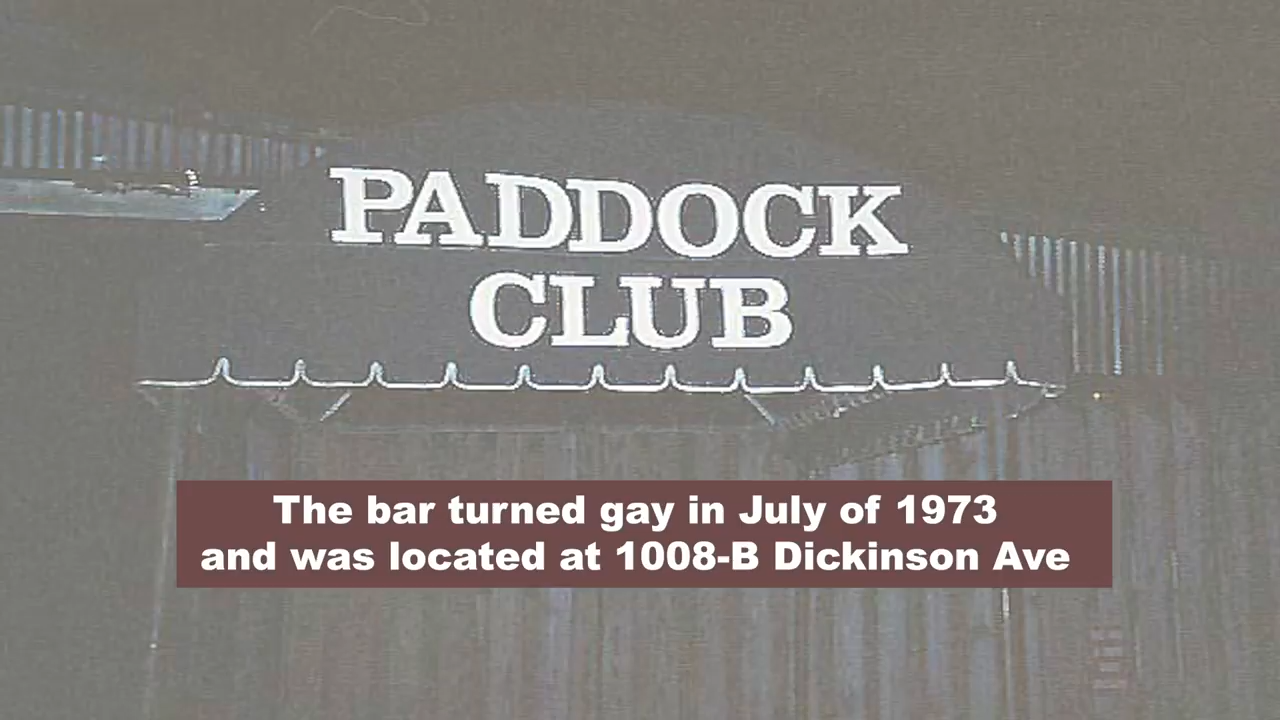 PADDOCK
CLUB
The bar turned gay in July of 1973
and was located at 1008-B Dickinson Ave